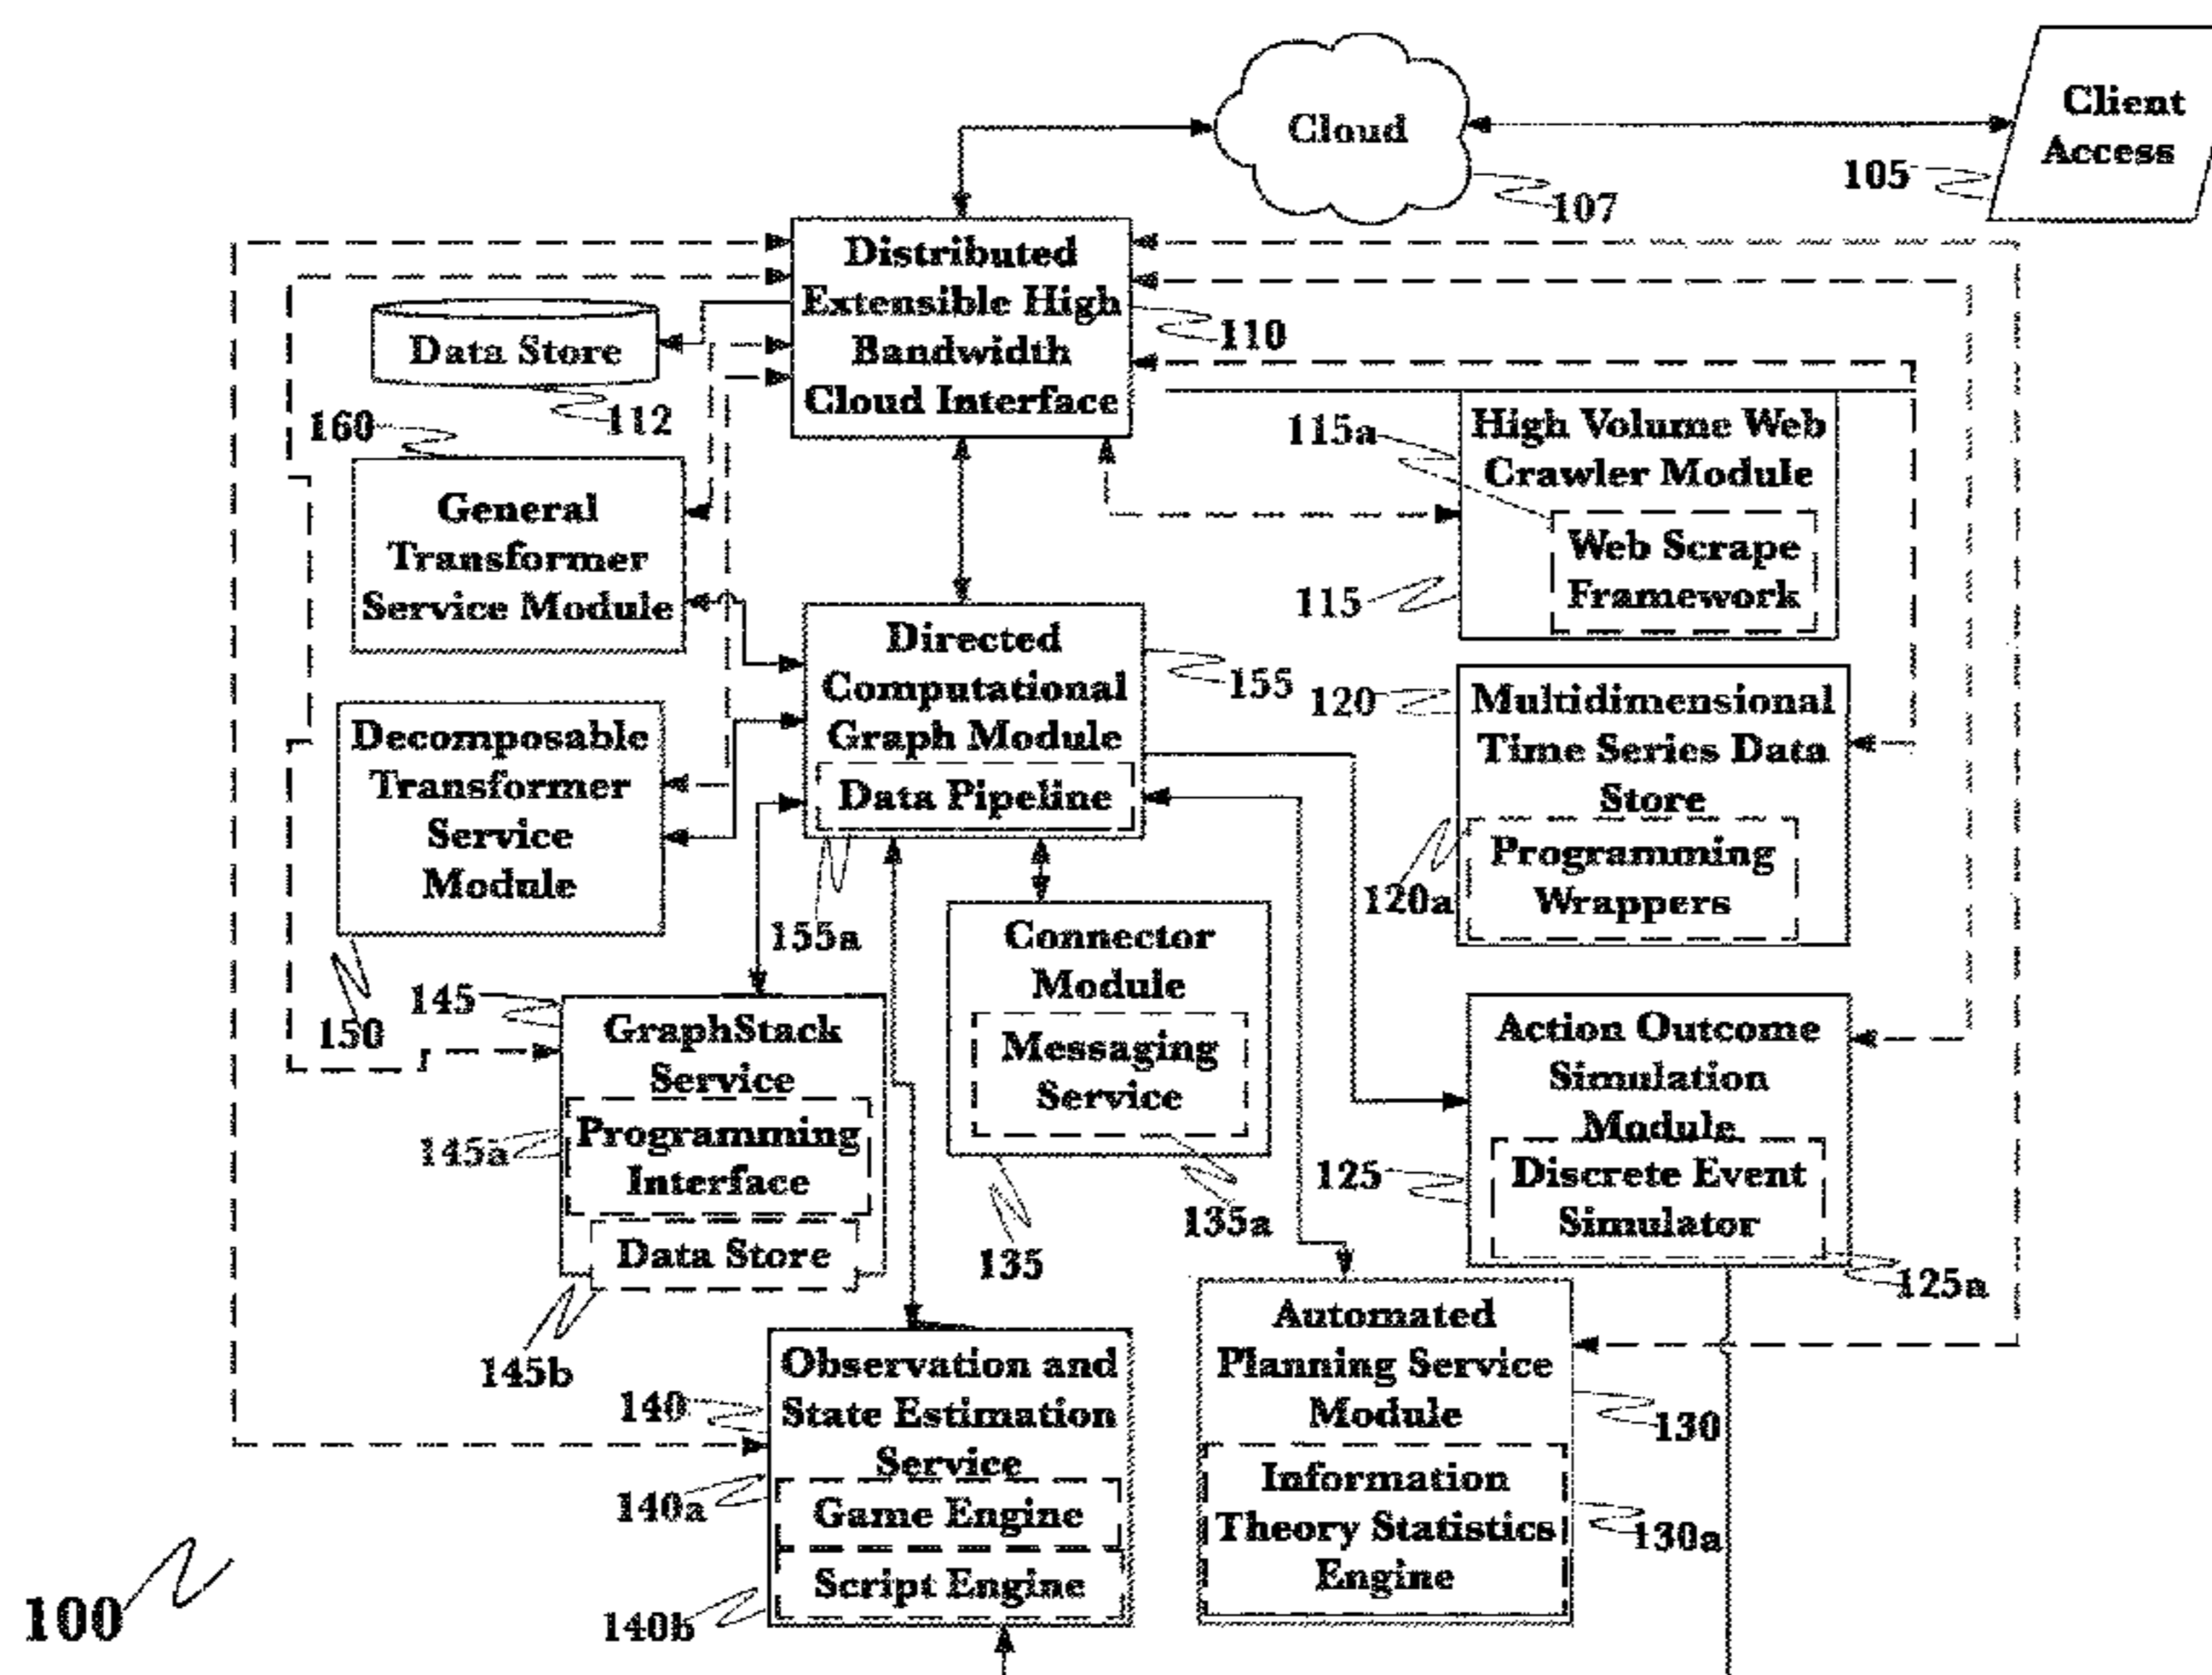 Cloud
107
Client
Access
105
Distributed
Extensible High
Bandwidth
Cloud Interface
110
Data Store
112
160
General
Transformer
Service Module
115a
High Volume Web
Crawler Module
Web Scrape
Framework
115
Directed
Computational
Graph Module
Data Pipeline
155
155a
120
Multidimensional
Time Series Data
Store
Programming
Wrappers
120a
Decomposable
Transformer
Service
Module
150
145
GraphStack
Service
Programming
Interface
Data Store
145a
145b
Connector
Module
Messaging
Service
135
135a
Action Outcome
Simulation
Module
Discrete Event
Simulator
125
125a
140
Observation and
State Estimation
Service
Game Engine
Script Engine
140a
140b
Automated
Planning Service
Module
Information
Theory Statistics
Engine
130
130a
100